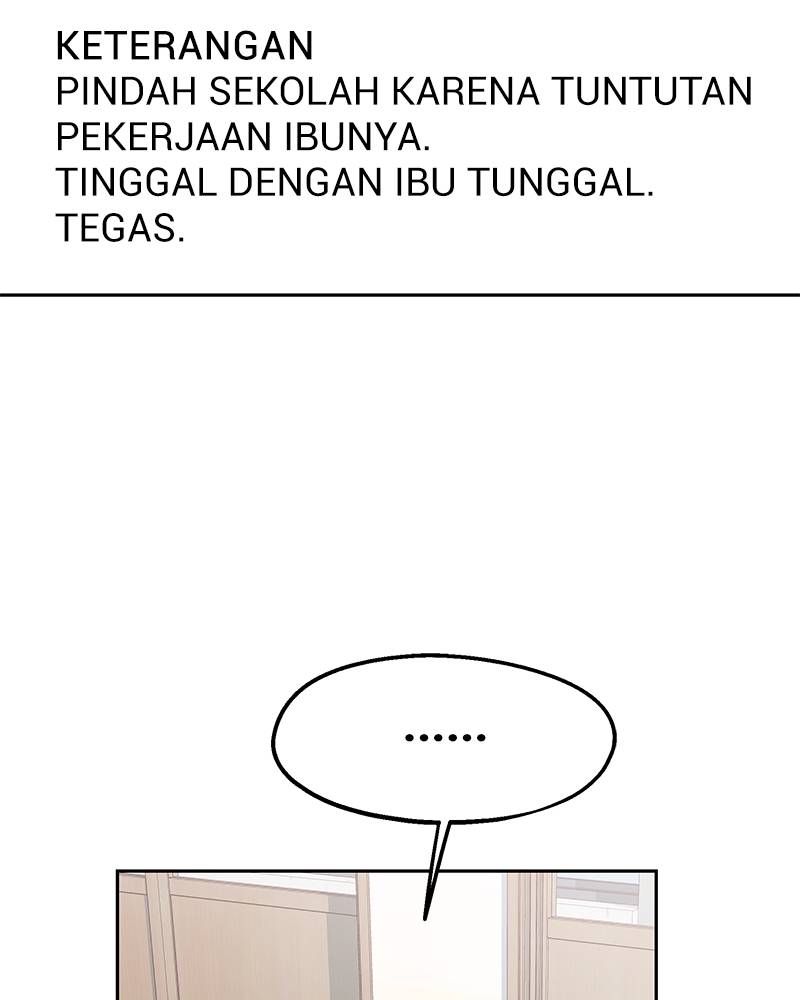 KETERANGAN
PINDAH SEKOLAH KARENA TUNTUTAN
PEKERJAAN IBUNYA.
TINGGAL DENGAN IBU TUNGGAL.
TEGAS.
......